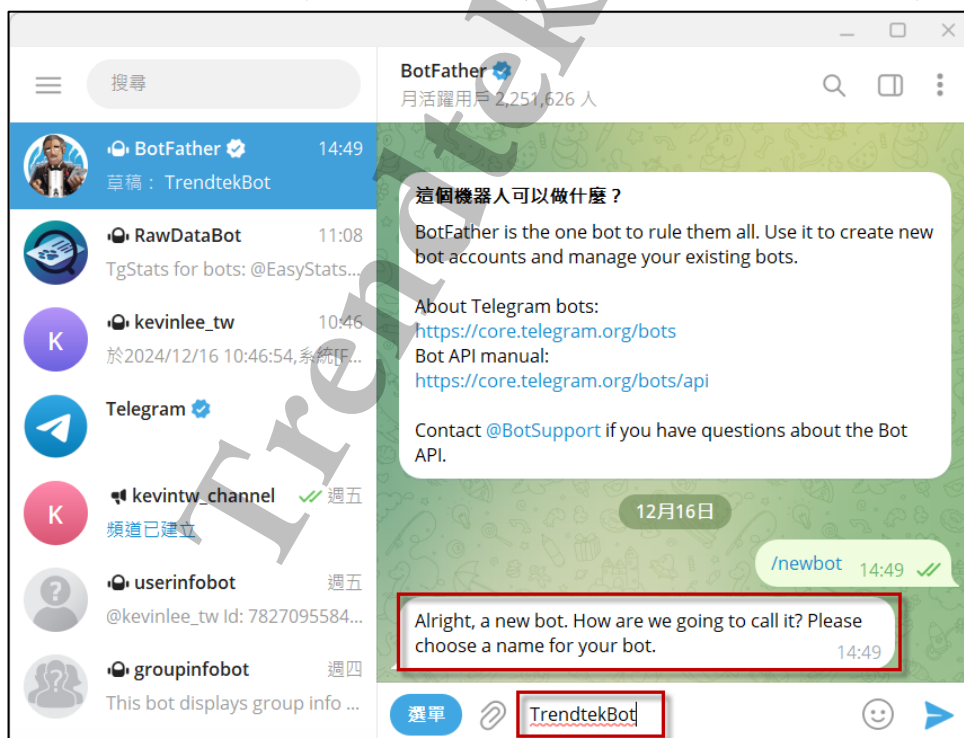 搜尋
BotFather
14:49
草稿： TrendtekBot
RawDataBot
11:08
TgStats for bots: @EasyStats...
K
kevinlee_tw
10:46
於2024/12/16 10:46:54,系統[F...
Telegram
K
kevintw_channel
週五
頻道已建立
userinfobot
週五
@kevinlee_tw Id: 7827095584...
groupinfobot
週四
This bot displays group info ...
BotFather
月活躍用戶 2,251,626 人
這個機器人可以做什麼？
BotFather is the one bot to rule them all. Use it to create new
bot accounts and manage your existing bots.
About Telegram bots:
https://core.telegram.org/bots
Bot API manual:
https://core.telegram.org/bots/api
Contact @BotSupport if you have questions about the Bot
API.
12月16日
/newbot 14:49
Alright, a new bot. How are we going to call it? Please
choose a name for your bot.
14:49
選單
TrendtekBot
Trendtek